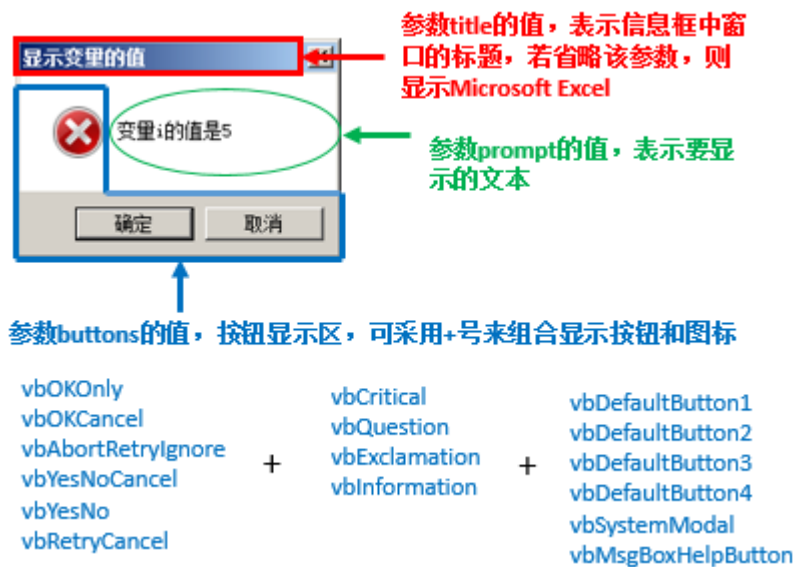 参数title的值，表示信息框中窗
口的标题，若省略该参数，则
显示Microsoft Excel
显示变量的值
变量i的值是5
参数prompt的值，表示要显
示的文本
确定
取消
参数buttons的值，按钮显示区，可采用+号来组合显示按钮和图标
vbOKOnly
vbOKCancel
vbAbortRetryIgnore
vbYesNoCancel
vbYesNo
vbRetryCancel
+
vbCritical
vbQuestion
vbExclamation
vbInformation
+
vbDefaultButton1
vbDefaultButton2
vbDefaultButton3
vbDefaultButton4
vbSystemModal
vbMsgBoxHelpButton